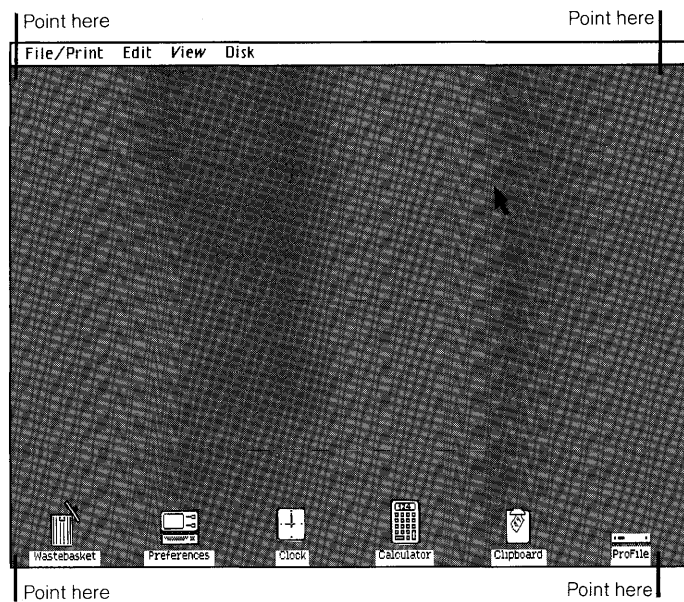 Point here Point here
File/Print Edit View Disk
Wastebasket Preferences Clock Calculator Clipboard ProFile
Point here Point here